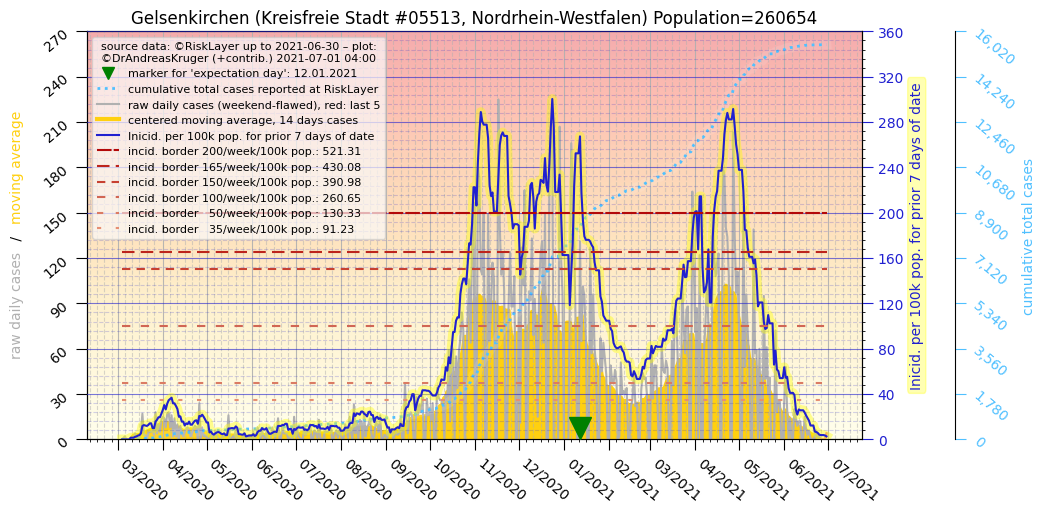 Gelsenkirchen (Kreisfreie Stadt #05513, Nordrhein-Westfalen) Population=260654
source data: ©RiskLayer up to 2021-06-30 – plot:
©DrAndreasKruger (+contrib.) 2021-07-01 04:00
marker for 'expectation day': 12.01.2021
cumulative total cases reported at RiskLayer
raw daily cases (weekend-flawed), red: last 5
centered moving average, 14 days cases
Inicid. per 100k pop. for prior 7 days of date
incid. border 200/week/100k pop.: 521.31
incid. border 165/week/100k pop.: 430.08
incid. border 150/week/100k pop.: 390.98
incid. border 100/week/100k pop.: 260.65
incid. border 50/week/100k pop.: 130.33
incid. border 35/week/100k pop.: 91.23
raw daily cases / moving average
270
240
210
180
150
120
90
60
30
0
03/2020
04/2020
05/2020
06/2020
07/2020
08/2020
09/2020
10/2020
11/2020
12/2020
01/2021
02/2021
03/2021
04/2021
05/2021
06/2021
07/2021
360
320
280
240
200
160
120
80
40
0
Inicid. per 100k pop. for prior 7 days of date
16,020
14,240
12,460
10,680
8,900
7,120
5,340
3,560
1,780
0
cumulative total cases